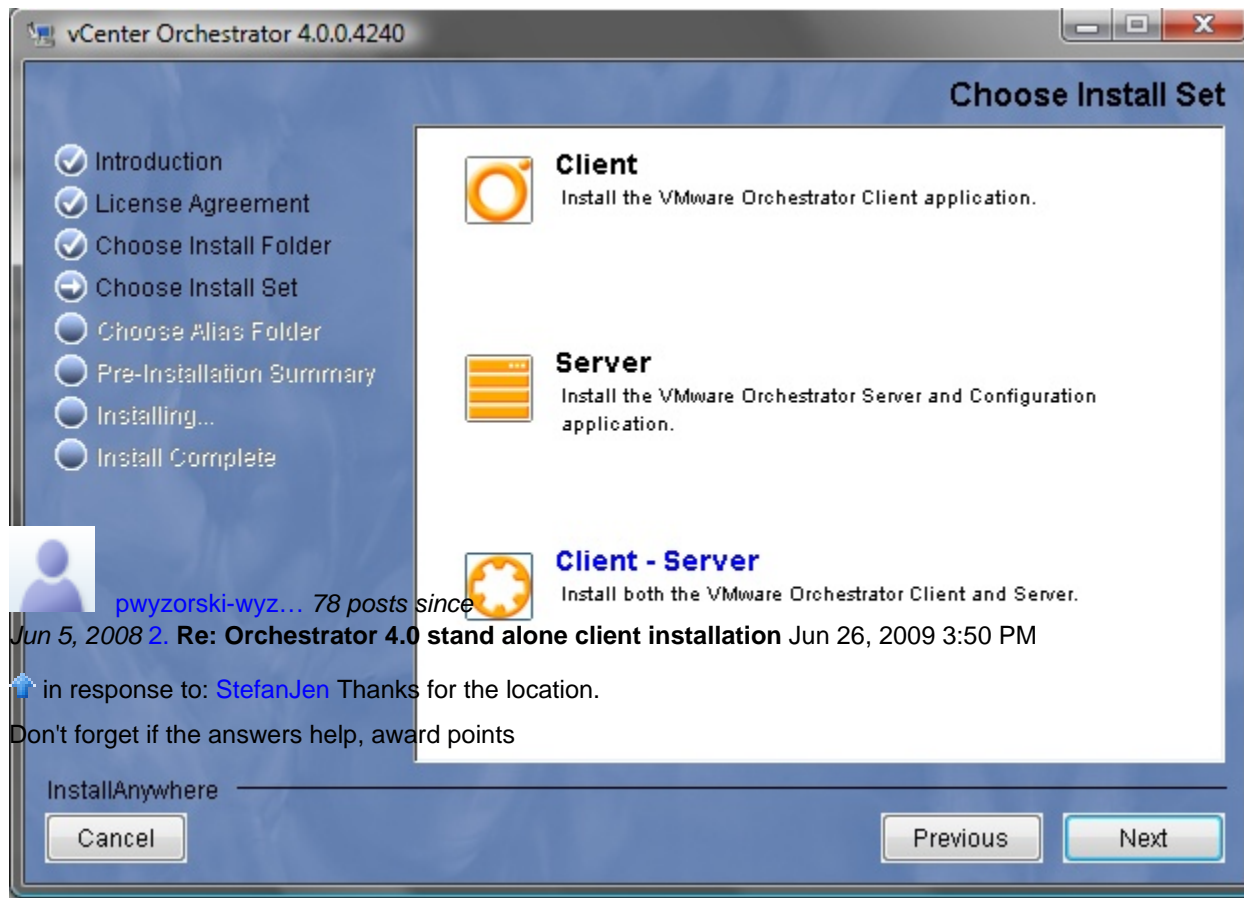 vCenter Orchestrator 4.0.0.4240
Choose Install Set
Introduction
License Agreement
Choose Install Folder
Choose Install Set
Choose Alias Folder
Pre-Installation Summary
Installing...
Install Complete
Client
Install the VMware Orchestrator Client application.
Server
Install the VMware Orchestrator Server and Configuration
application.
Client - Server
Install both the VMware Orchestrator Client and Server.
pwyzorski-wyz… 78 posts since
Jun 5, 2008 2. Re: Orchestrator 4.0 stand alone client installation Jun 26, 2009 3:50 PM
in response to: StefanJen Thanks for the location.
Don't forget if the answers help, award points
InstallAnywhere
Cancel
Previous
Next